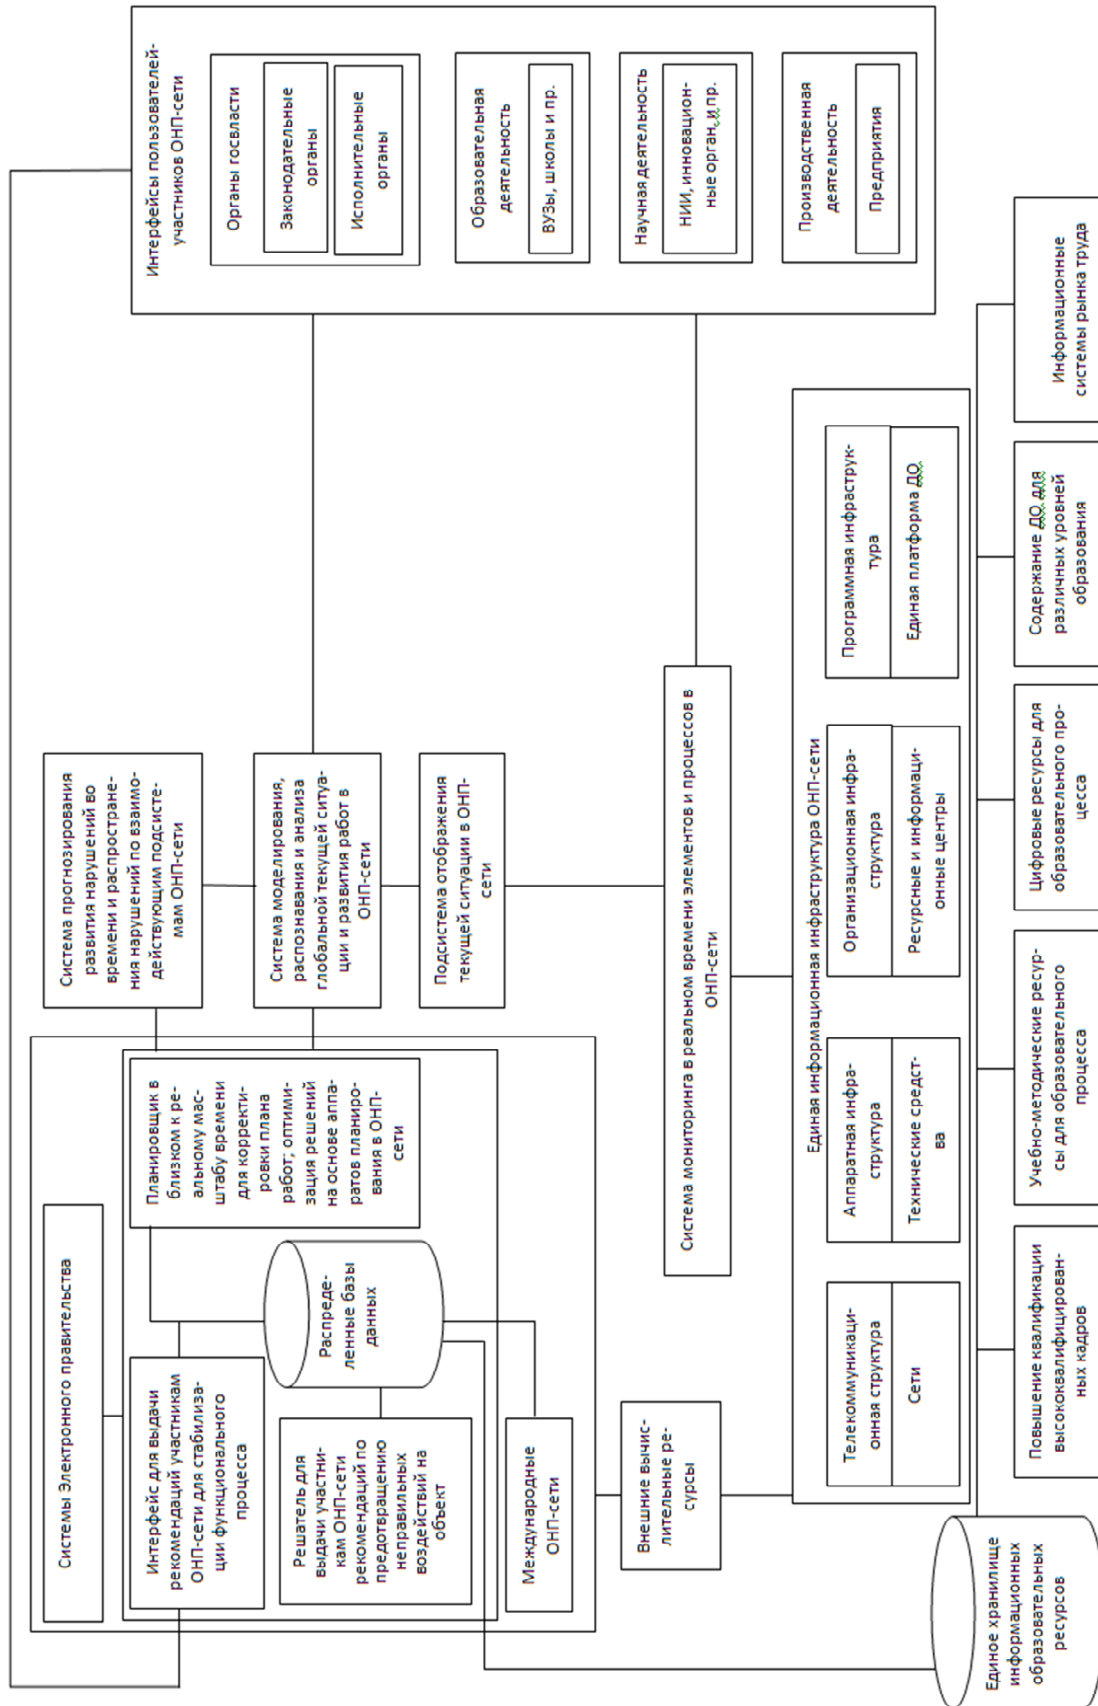 Системы Электронного правительства
Интерфейс для выдачи
рекомендаций участникам
ОНП-сети для стабилиза-
ции функционального
процесса
Решатель для
выдачи участни-
кам ОНП-сети
рекомендаций по
предотвращению
неправильных
воздействий на
объект
Распреде-
ленные базы
данных
Планировщик в
близком к ре-
альному мас-
штабу времени
для корректи-
ровки плана
работ; оптими-
зация решений
на основе аппа-
ратов планиро-
вания в ОНП-
сети
Международные
ОНП-сети
Система прогнозирования
развития нарушений во
времени и распростране-
ния нарушений по взаимо-
действующим подсисте-
мам ОНП-сети
Система моделирования,
распознавания и анализа
глобальной текущей ситуа-
ции и развития работ в
ОНП-сети
Подсистема отображения
текущей ситуации в ОНП-
сети
Интерфейсы пользователей-
участников ОНП-сети
Органы госвласти
Законодательные
органы
Исполнительные
органы
Образовательная
деятельность
ВУЗы, школы и пр.
Научная деятельность
НИИ, инновацион-
ные орган. и пр.
Производственная
деятельность
Предприятия
Внешние вычис-
лительные ре-
сурсы
Система мониторинга в реальном времени элементов и процессов в
ОНП-сети
Единая информационная инфраструктура ОНП-сети
Телекоммуникаци-
онная структура
Сети
Аппаратная инфра-
структура
Технические средст-
ва
Организационная инфра-
структура
Ресурсные и информаци-
онные центры
Программная инфраструк-
тура
Единая платформа ДО
Единое хранилище
информационных
образовательных
ресурсов
Повышение квалификации
высококвалифицирован-
ных кадров
Учебно-методические ресур-
сы для образовательного
процесса
Цифровые ресурсы для
образовательного про-
цесса
Содержание ДО для
различных уровней
образования
Информационные
системы рынка труда